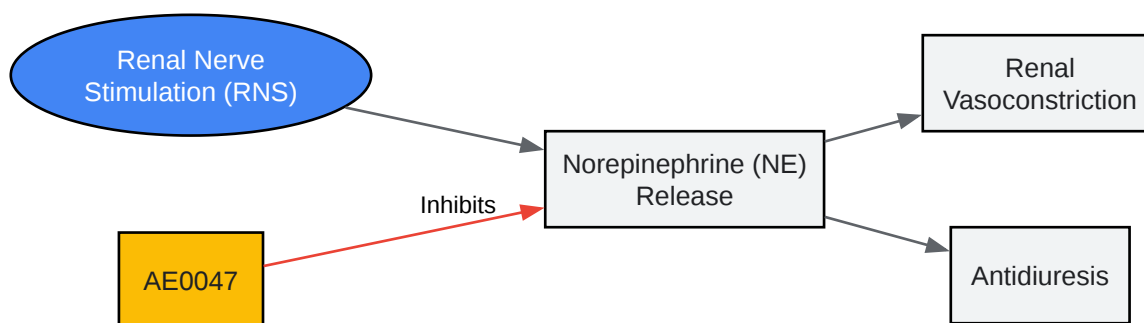 Renal Nerve
Stimulation (RNS)
Renal
Vasoconstriction
Norepinephrine (NE)
Release
Inhibits
AE0047
Antidiuresis